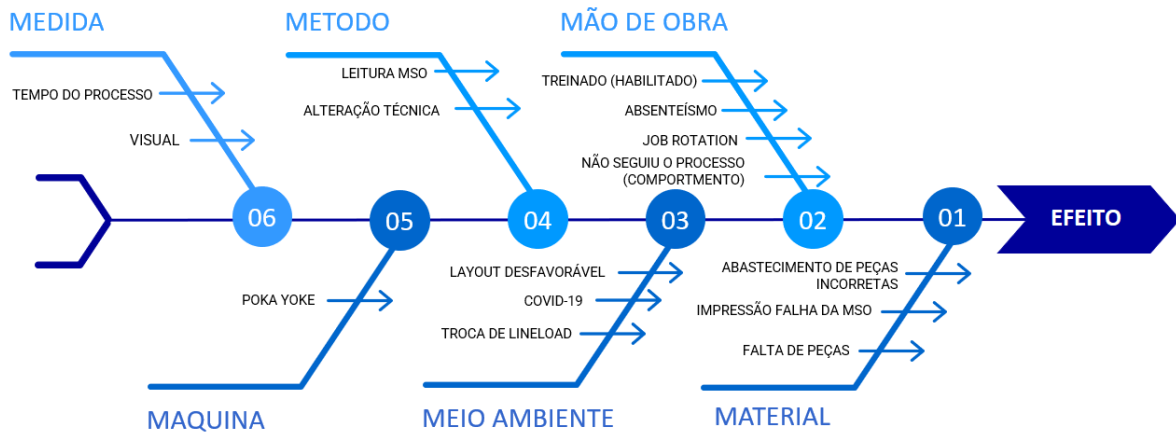 MEDIDA
METODO
MÃO DE OBRA
TEMPO DO PROCESSO
VISUAL
LEITURA MSO
ALTERAÇÃO TÉCNICA
TREINADO (HABILITADO)
ABSENTEÍSMO
JOB ROTATION
NÃO SEGUIU O PROCESSO
(COMPORTMENTO)
06
05
04
03
02
01
EFEITO
POKA YOKE
LAYOUT DESFAVORÁVEL
COVID-19
TROCA DE LINELOAD
ABASTECIMENTO DE PEÇAS
INCORRETAS
IMPRESSÃO FALHA DA MSO
FALTA DE PEÇAS
MAQUINA
MEIO AMBIENTE
MATERIAL